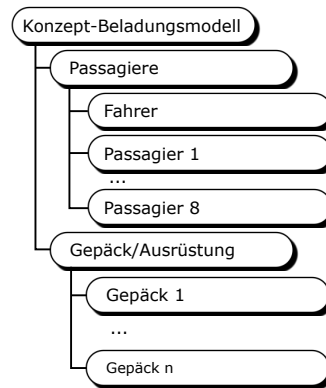 Konzept-Beladungsmodell
Passagiere
Fahrer
Passagier 1
...
Passagier 8
Gepäck/Ausrüstung
Gepäck 1
...
Gepäck n